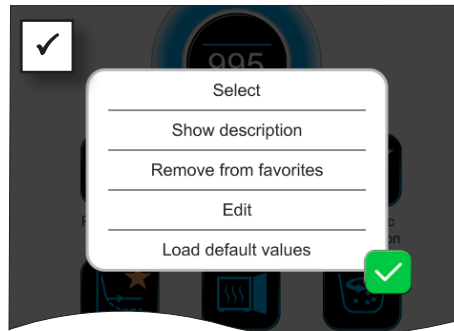 995
Select
Show description
Remove from favorites
Edit
Load default values